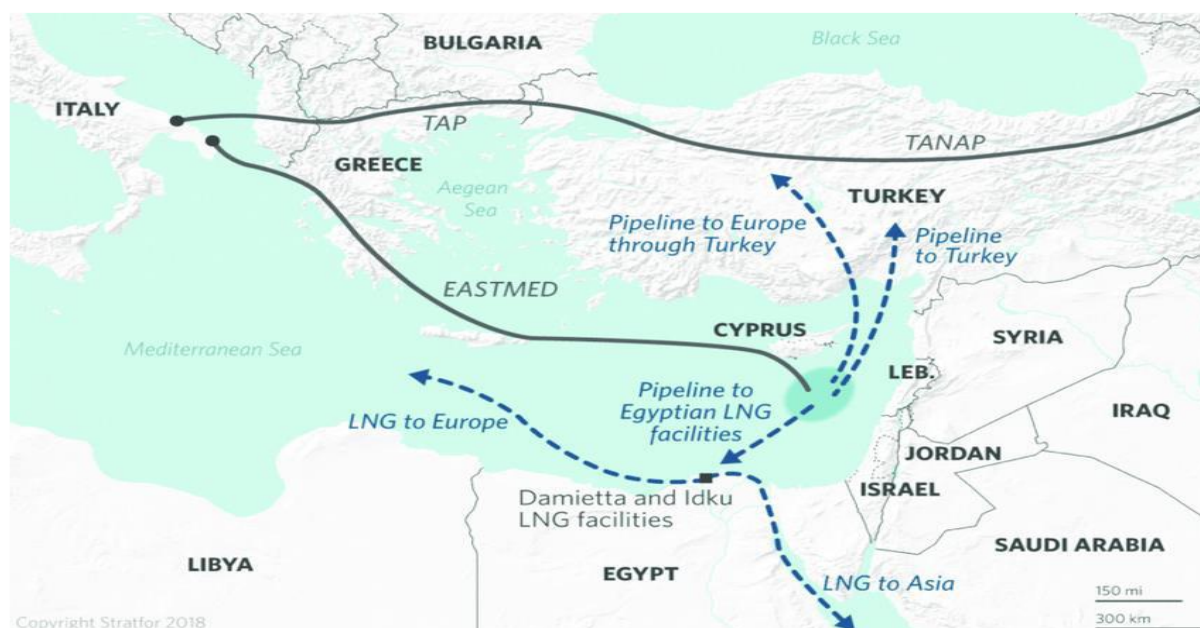 Black Sea
BULGARIA
ITALY
TAP
TANAP
GREECE
Aegean
Sea
TURKEY
Pipeline to Europe
through Turkey
Pipeline
to Turkey
EASTMED
CYPRUS
SYRIA
Mediterranean Sea
LEB.
Pipeline to
Egyptian LNG
facilities
IRAQ
LNG to Europe
JORDAN
ISRAEL
Damietta and Idku
LNG facilities
SAUDI ARABIA
LIBYA
EGYPT
LNG to Asia
150 mi
300 km
Copyright Stratfor 2018